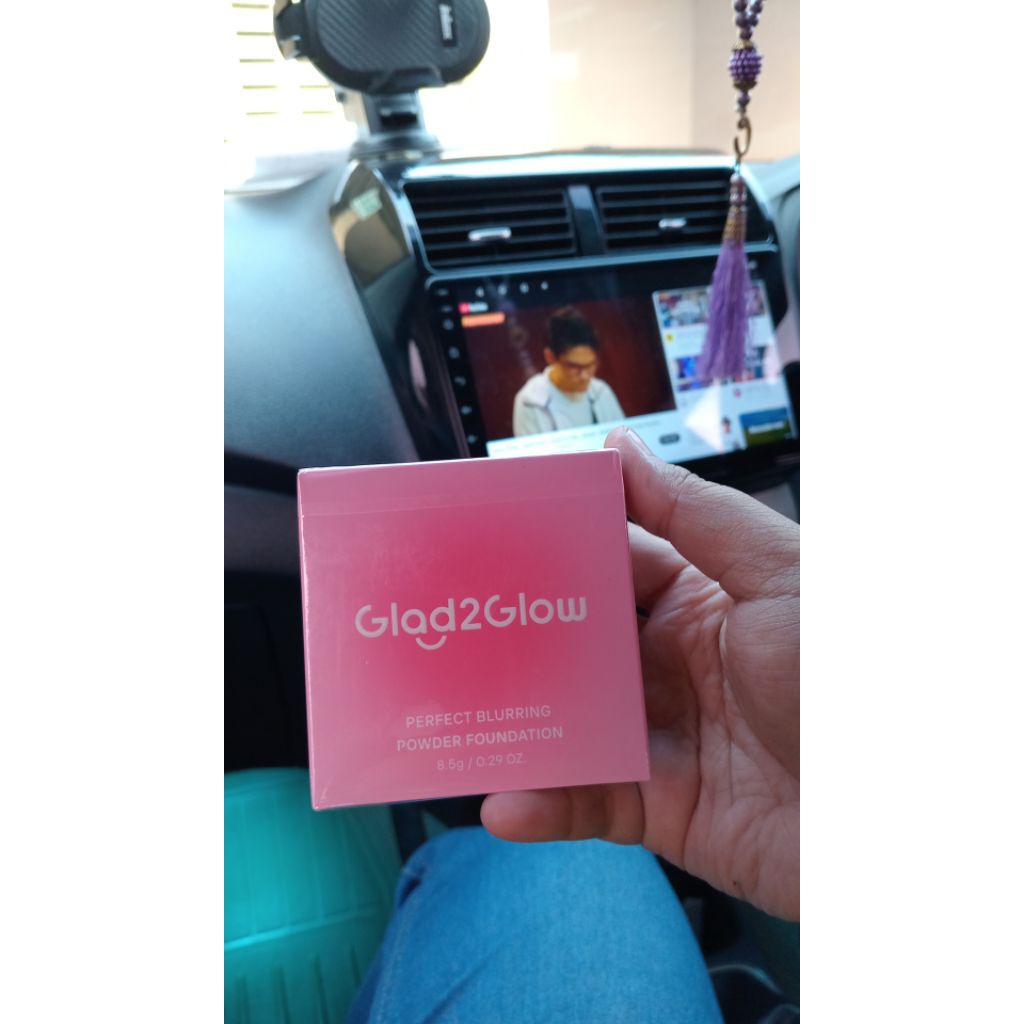 Glad2Glow
PERFECT BLURRING
POWDER FOUNDATION
8.5g / 0.29 OZ.